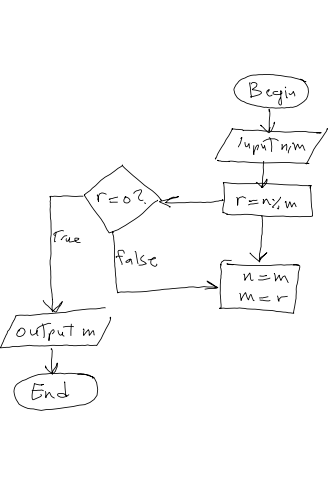 Begin
input n,m
r=n%m
r=0?
True
false
n=m
m=r
output m
End